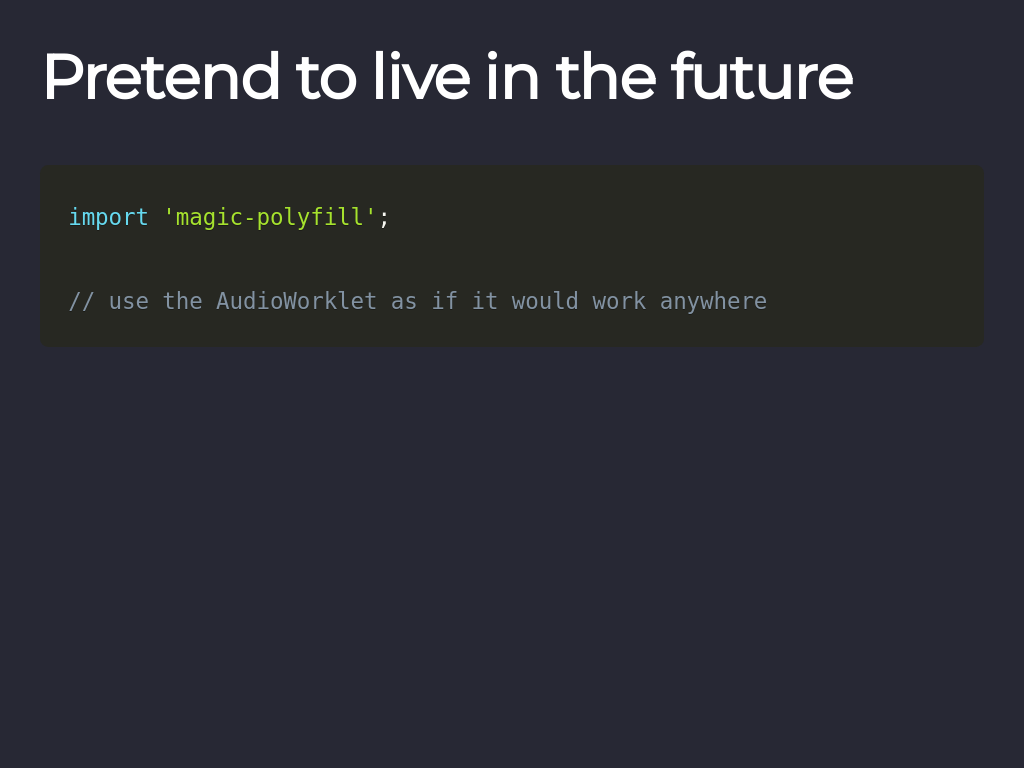 Pretend to live in the future
import 'magic-polyfill';
// use the AudioWorklet as if it would work anywhere